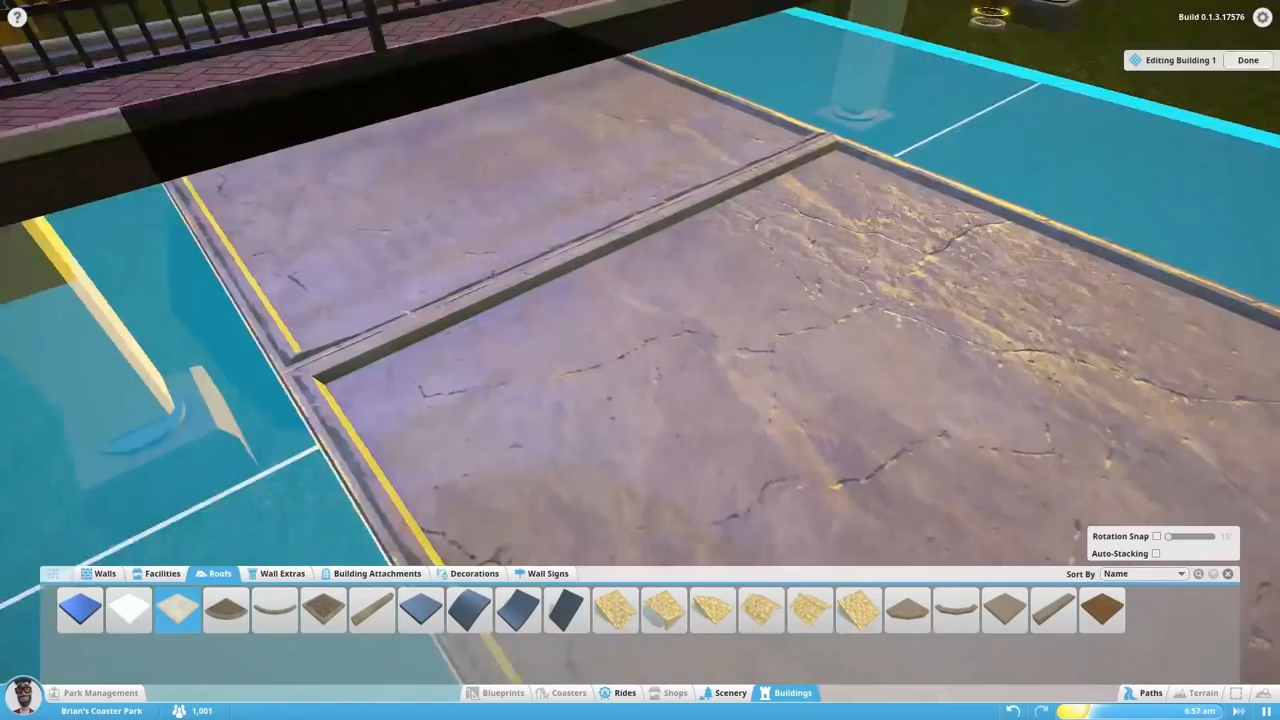 ?
Build 0.1.3.17576
Editing Building 1 Done
Rotation Snap 15°
Auto-Stacking
Walls Facilities Roofs Wall Extras Building Attachments Decorations Wall Signs Sort By Name
Park Management Blueprints Coasters Rides Shops Scenery Buildings Paths Terrain
Brian's Coaster Park 1,001 6:57 am